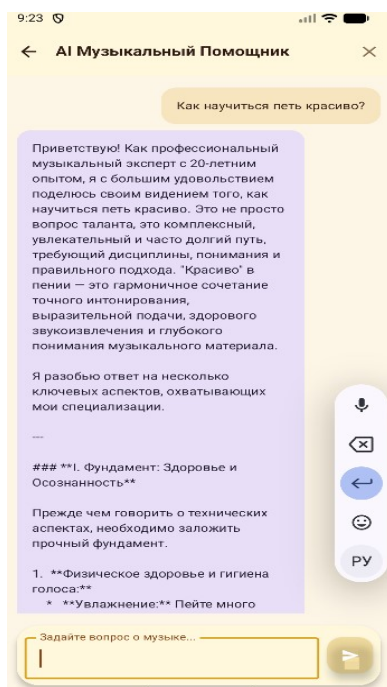 9:23
AI Музыкальный Помощник
Как научиться петь красиво?
Приветствую! Как профессиональный
музыкальный эксперт с 20-летним
опытом, я с большим удовольствием
поделюсь своим видением того, как
научиться петь красиво. Это не просто
вопрос таланта, это комплексный,
увлекательный и часто долгий путь,
требующий дисциплины, понимания и
правильного подхода. "Красиво" в
пении — это гармоничное сочетание
точного интонирования,
выразительной подачи, здорового
звукоизвлечения и глубокого
понимания музыкального материала.
Я разобью ответ на несколько
ключевых аспектов, охватывающих
мои специализации.
---
### **I. Фундамент: Здоровье и
Осознанность**
Прежде чем говорить о технических
аспектах, необходимо заложить
прочный фундамент.
1. **Физическое здоровье и гигиена
голоса:**
* **Увлажнение:** Пейте много
РУ
Задайте вопрос о музыке...